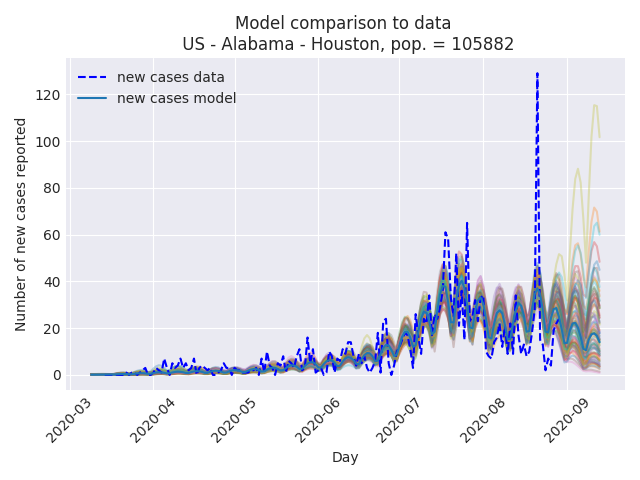 Model comparison to data
US - Alabama - Houston, pop. = 105882
new cases data
new cases model
Number of new cases reported
120
100
80
60
40
20
0
2020-03
2020-04
2020-05
2020-06
2020-07
2020-08
2020-09
Day